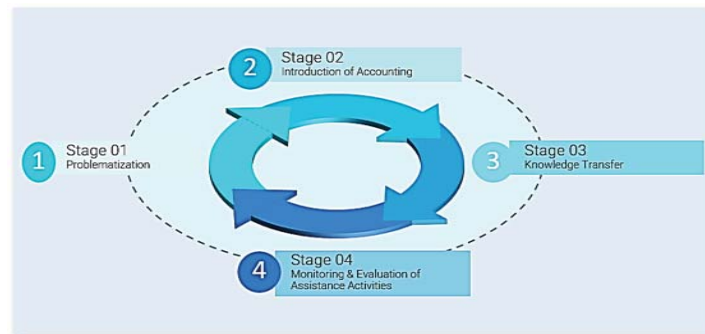 2
Stage 02
Introduction of Accounting
1
Stage 01
Problematization
3
Stage 03
Knowledge Transfer
4
Stage 04
Monitoring & Evaluation of
Assistance Activities